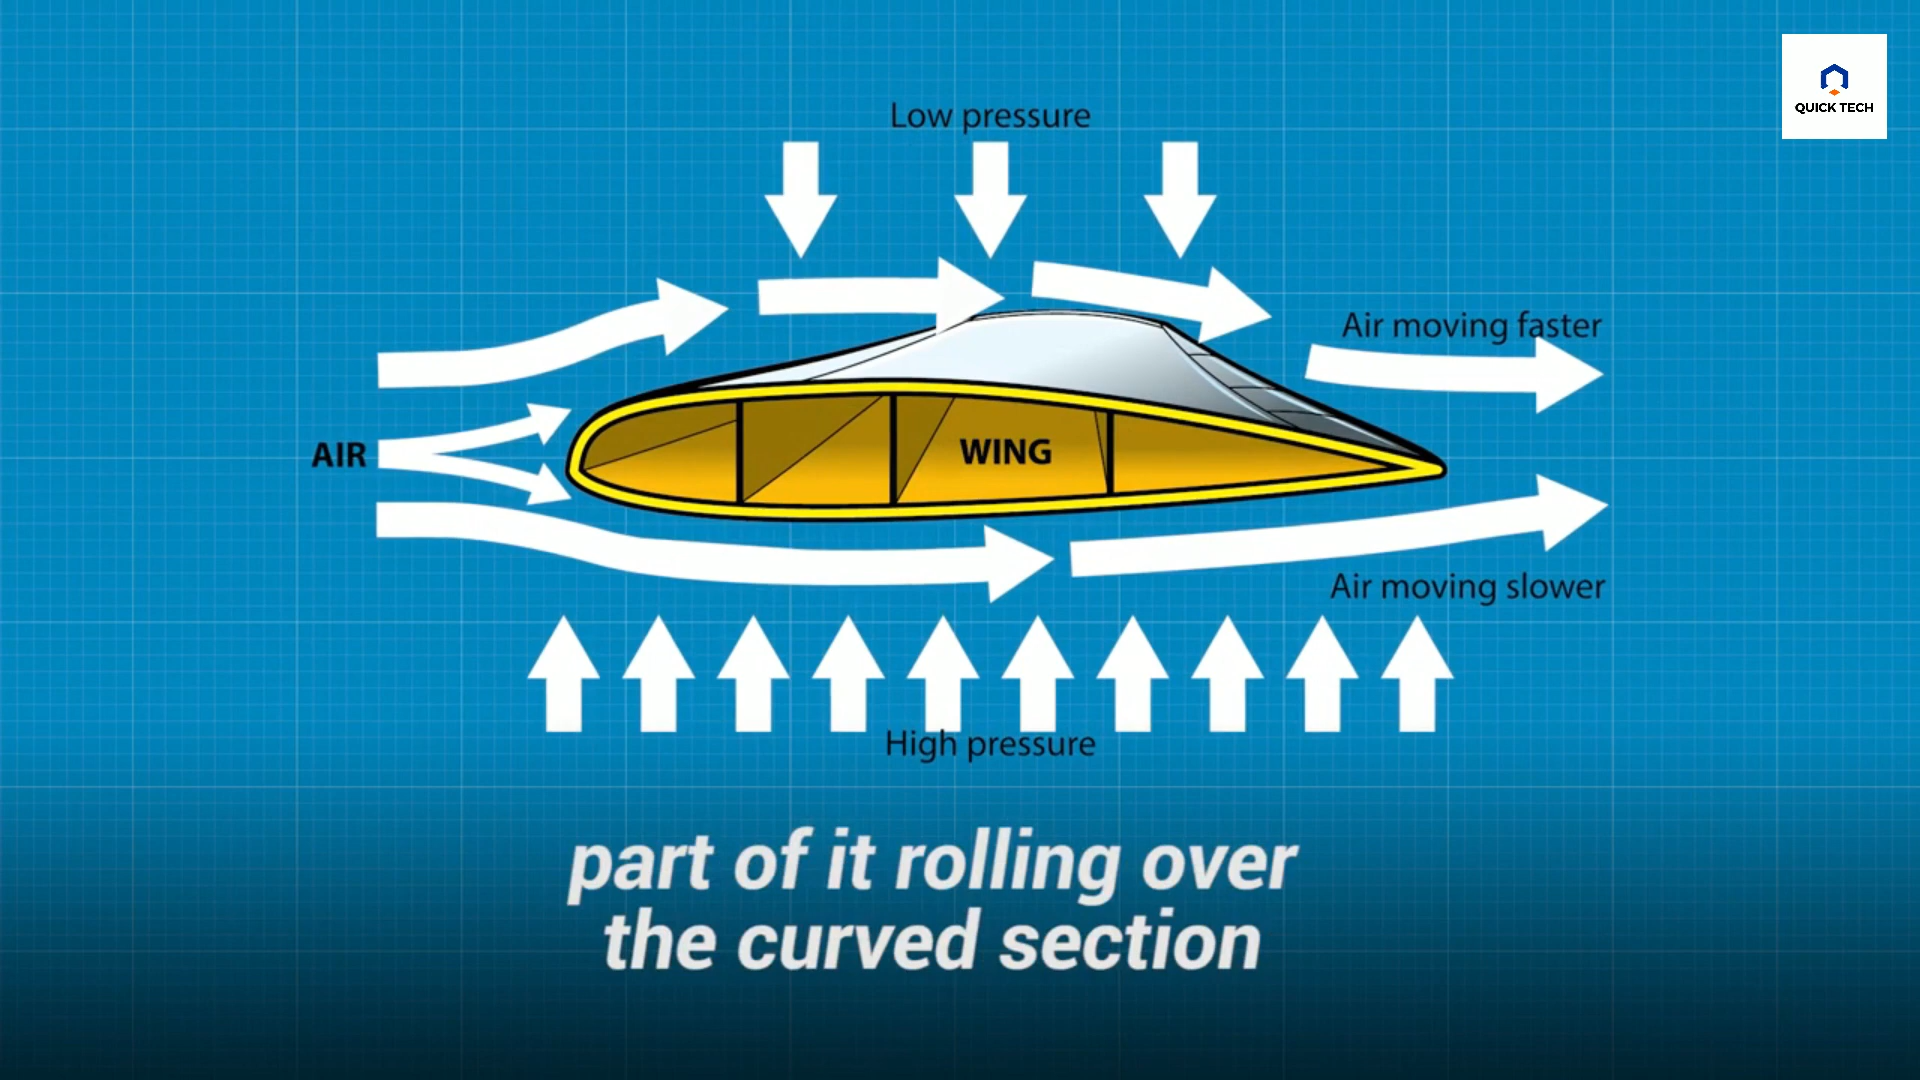 QUICK TECH
Low pressure
Air moving faster
AIR
WING
Air moving slower
High pressure
part of it rolling over
the curved section